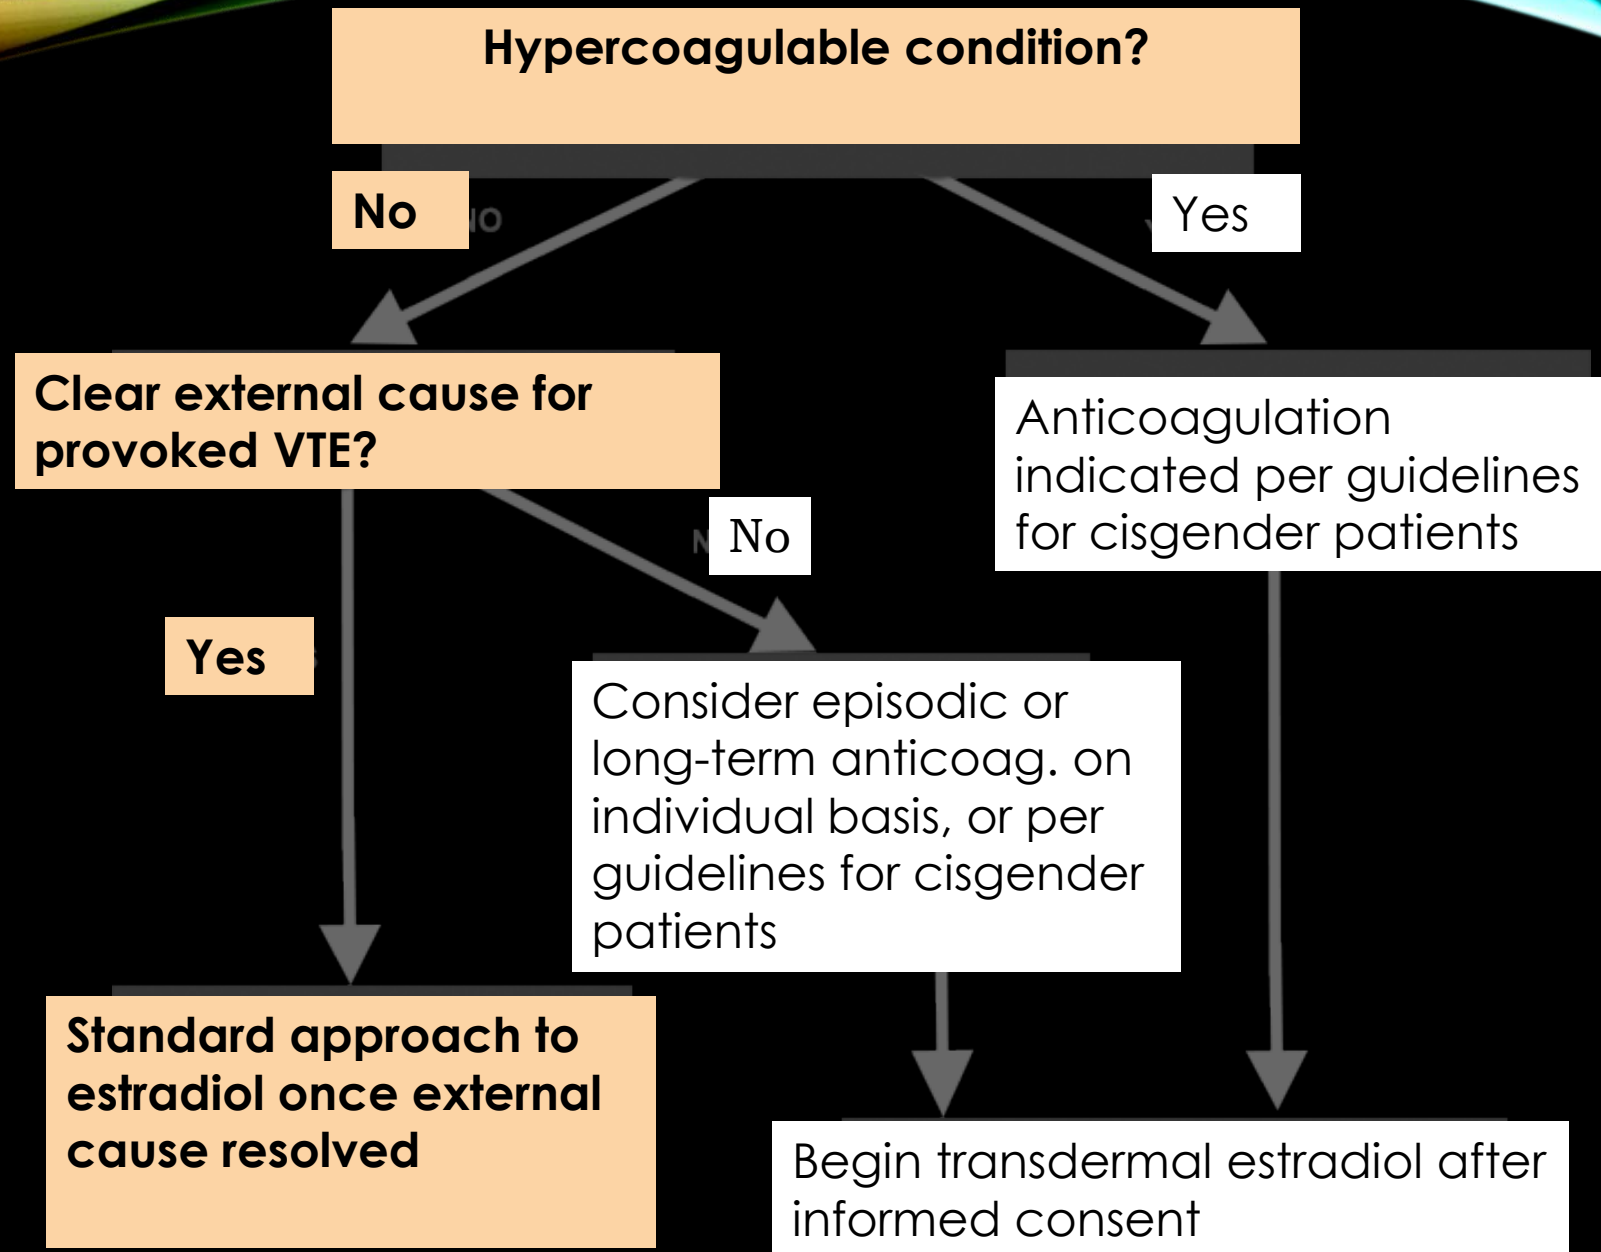 Hypercoagulable condition?
No
NO
Yes
Clear external cause for
provoked VTE?
Anticoagulation
indicated per guidelines
for cisgender patients
No
Yes
Consider episodic or
long-term anticoag. on
individual basis, or per
guidelines for cisgender
patients
Standard approach to
estradiol once external
cause resolved
Begin transdermal estradiol after
informed consent